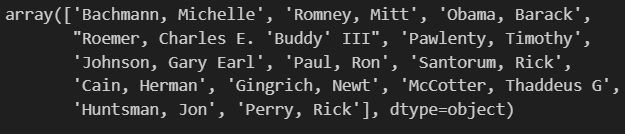 array(['Bachmann, Michelle', 'Romney, Mitt', 'Obama, Barack',
"Roemer, Charles E. 'Buddy' III", 'Pawlenty, Timothy',
'Johnson, Gary Earl', 'Paul, Ron', 'Santorum, Rick',
'Cain, Herman', 'Gingrich, Newt', 'McCotter, Thaddeus G',
'Huntsman, Jon', 'Perry, Rick'], dtype=object)